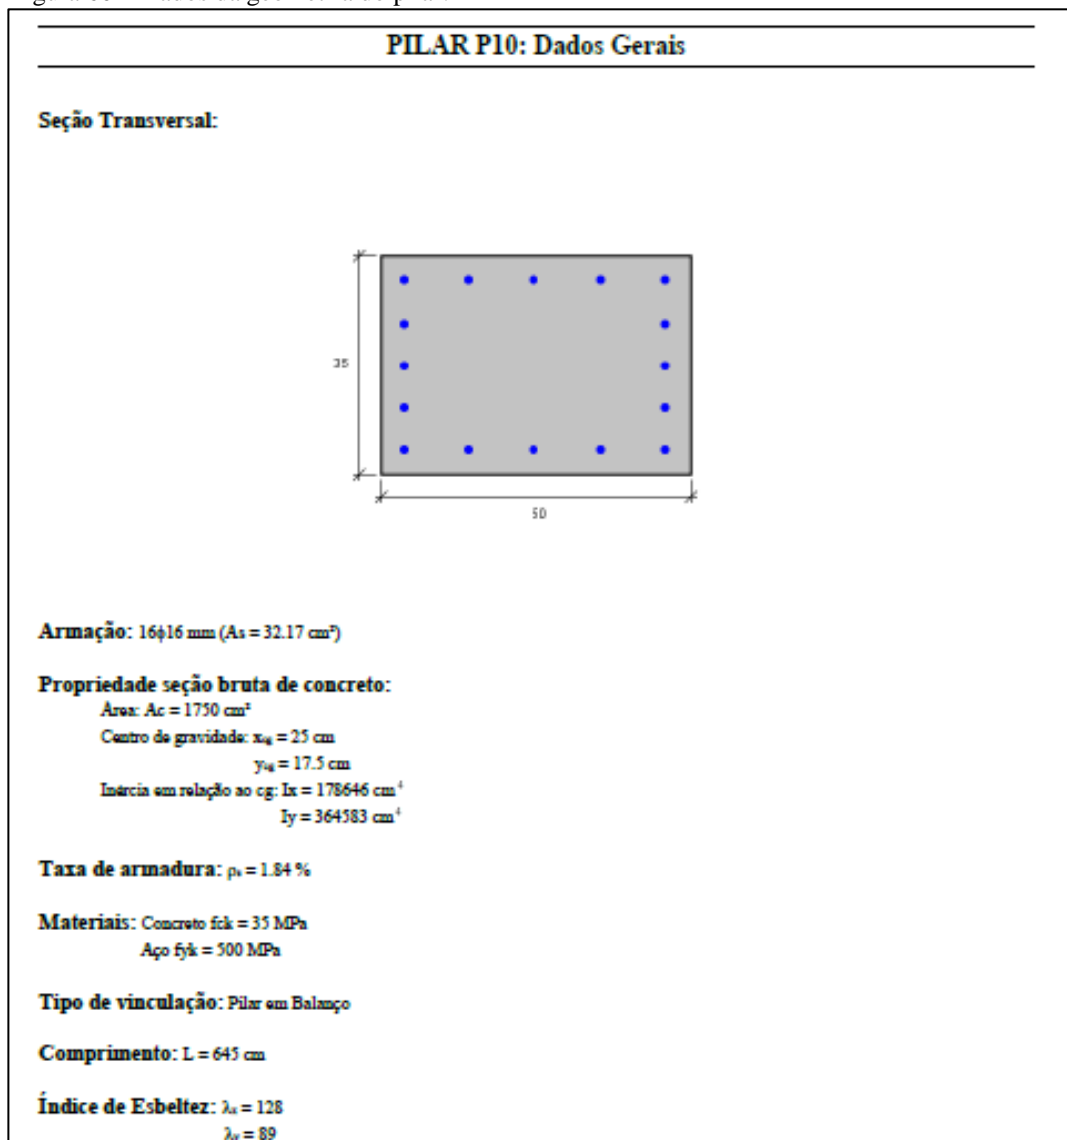 PILAR P10: Dados Gerais
Seção Transversal:
35
50
Armação: 16ϕ16 mm (As = 32.17 cm²)
Propriedade seção bruta de concreto:
Área: Ac = 1750 cm²
Centro de gravidade: xcg = 25 cm
ycg = 17.5 cm
Inércia em relação ao cg: Ix = 178646 cm⁴
Iy = 364583 cm⁴
Taxa de armadura: ρs = 1.84 %
Materiais: Concreto fck = 35 MPa
Aço fyk = 500 MPa
Tipo de vinculação: Pilar em Balanço
Comprimento: L = 645 cm
Índice de Esbeltez: λx = 128
λy = 89